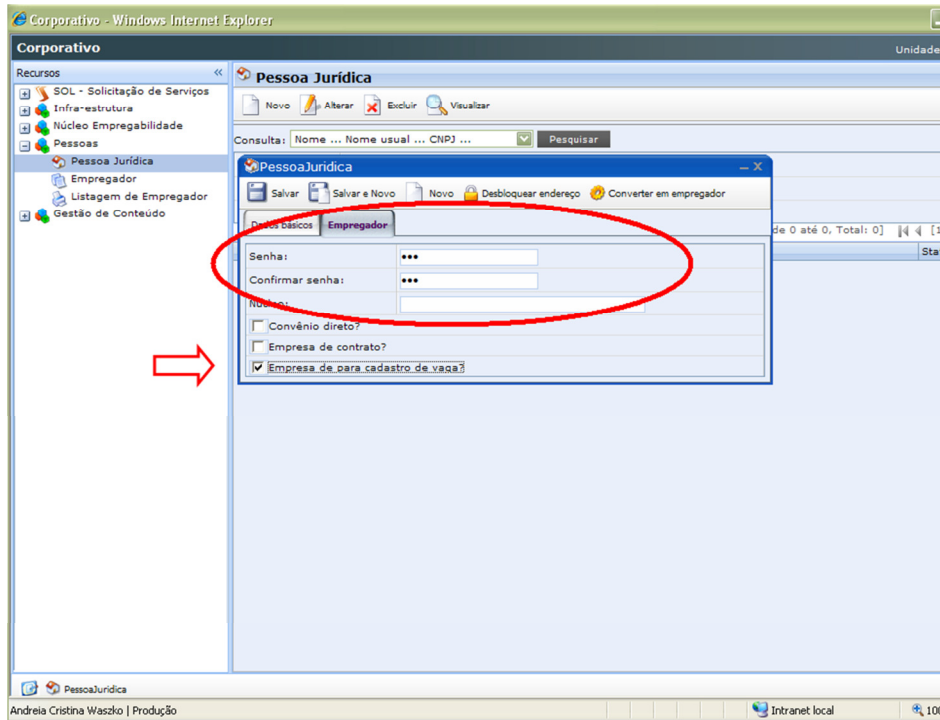 Corporativo - Windows Internet Explorer
Corporativo
Unidade
Recursos «
Pessoa Jurídica
SOL - Solicitação de Serviços
Infra-estrutura
Núcleo Empregabilidade
Pessoas
Pessoa Jurídica
Empregador
Listagem de Empregador
Gestão de Conteúdo
Novo Alterar Excluir Visualizar
Consulta: Nome ... Nome usual ... CNPJ ... Pesquisar
PessoaJuridica
Salvar Salvar e Novo Novo Desbloquear endereço Converter em empregador
Dados básicos Empregador
de 0 até 0, Total: 0] [1
Sta
Senha: •••
Confirmar senha: •••
Núcleo:
Convênio direto?
Empresa de contrato?
Empresa de para cadastro de vaga?
PessoaJuridica
Andreia Cristina Waszko | Produção
Intranet local
100